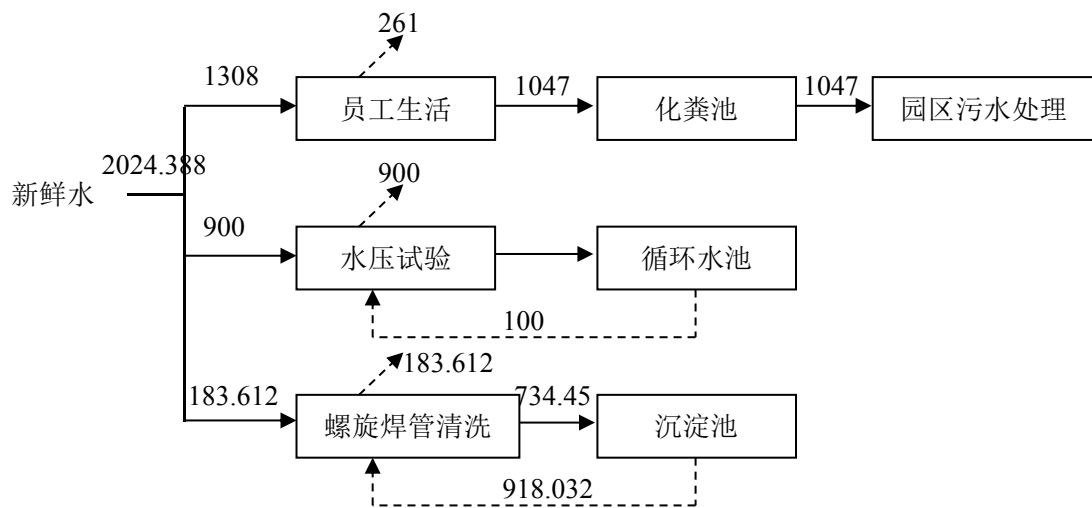 261
1308
员工生活
1047
化粪池
1047
园区污水处理
2024.388
新鲜水
900
900
水压试验
循环水池
100
183.612
183.612
734.45
螺旋焊管清洗
沉淀池
918.032